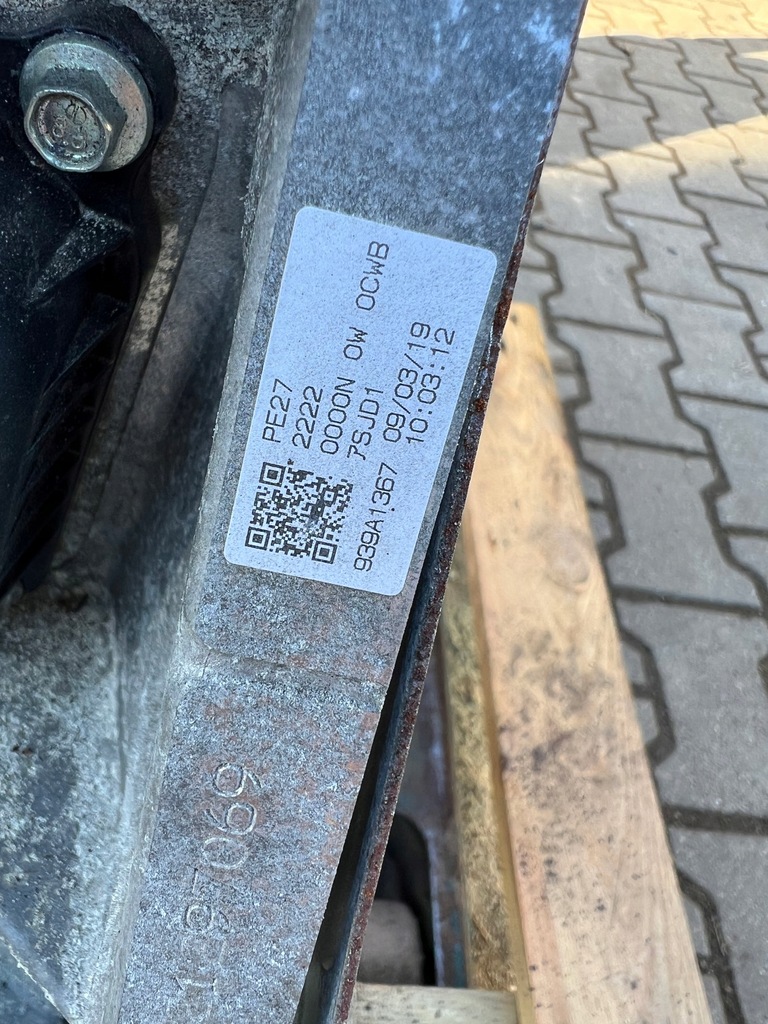 PE27
2222
0000N 0W 0CWB
7SJD1
939A1367 09/03/19
10:03:12